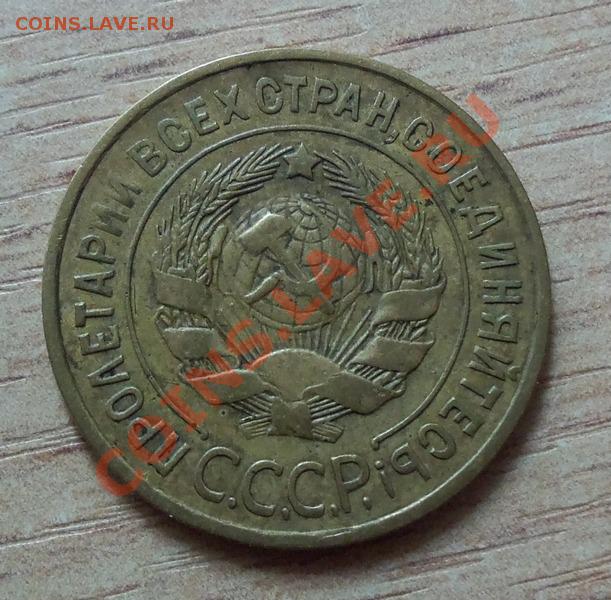 COINS.LAVE.RU
ПРОЛЕТАРИИ ВСЕХ СТРАН, СОЕДИНЯЙТЕСЬ!
С.С.С.Р.
COINS.LAVE.RU